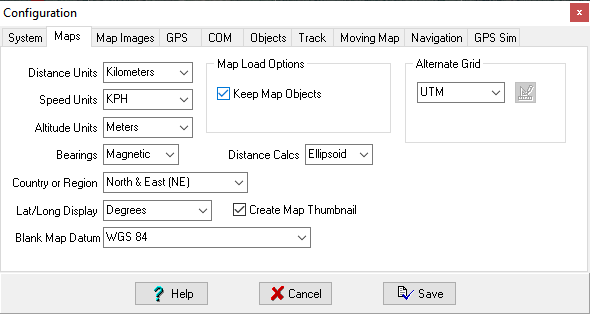 Configuration
x
System Maps Map Images GPS COM Objects Track Moving Map Navigation GPS Sim
Distance Units Kilometers
Map Load Options
Alternate Grid
Speed Units KPH
Keep Map Objects
UTM
Altitude Units Meters
Bearings Magnetic
Distance Calcs Ellipsoid
Country or Region North & East (NE)
Lat/Long Display Degrees
Create Map Thumbnail
Blank Map Datum WGS 84
? Help
Cancel
Save